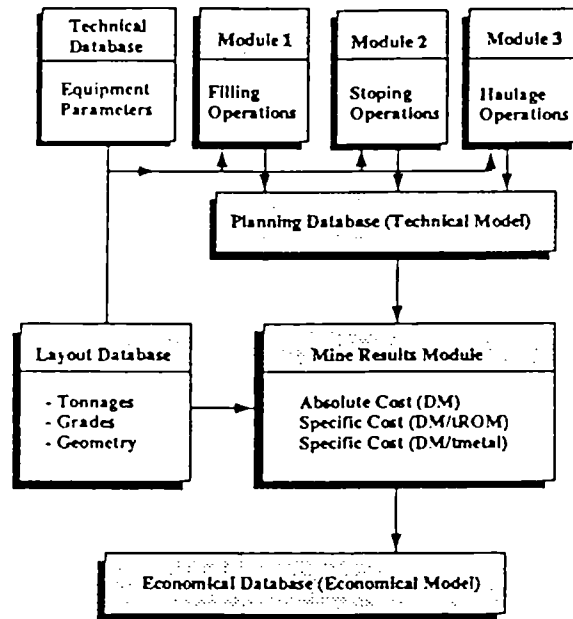 Technical
Database
Equipment
Parameters
Module 1
Filling
Operations
Module 2
Stoping
Operations
Module 3
Haulage
Operations
Planning Database (Technical Model)
Layout Database
- Tonnages
- Grades
- Geometry
Mine Results Module
Absolute Cost (DM)
Specific Cost (DM/tROM)
Specific Cost (DM/tmetal)
Economical Database (Economical Model)